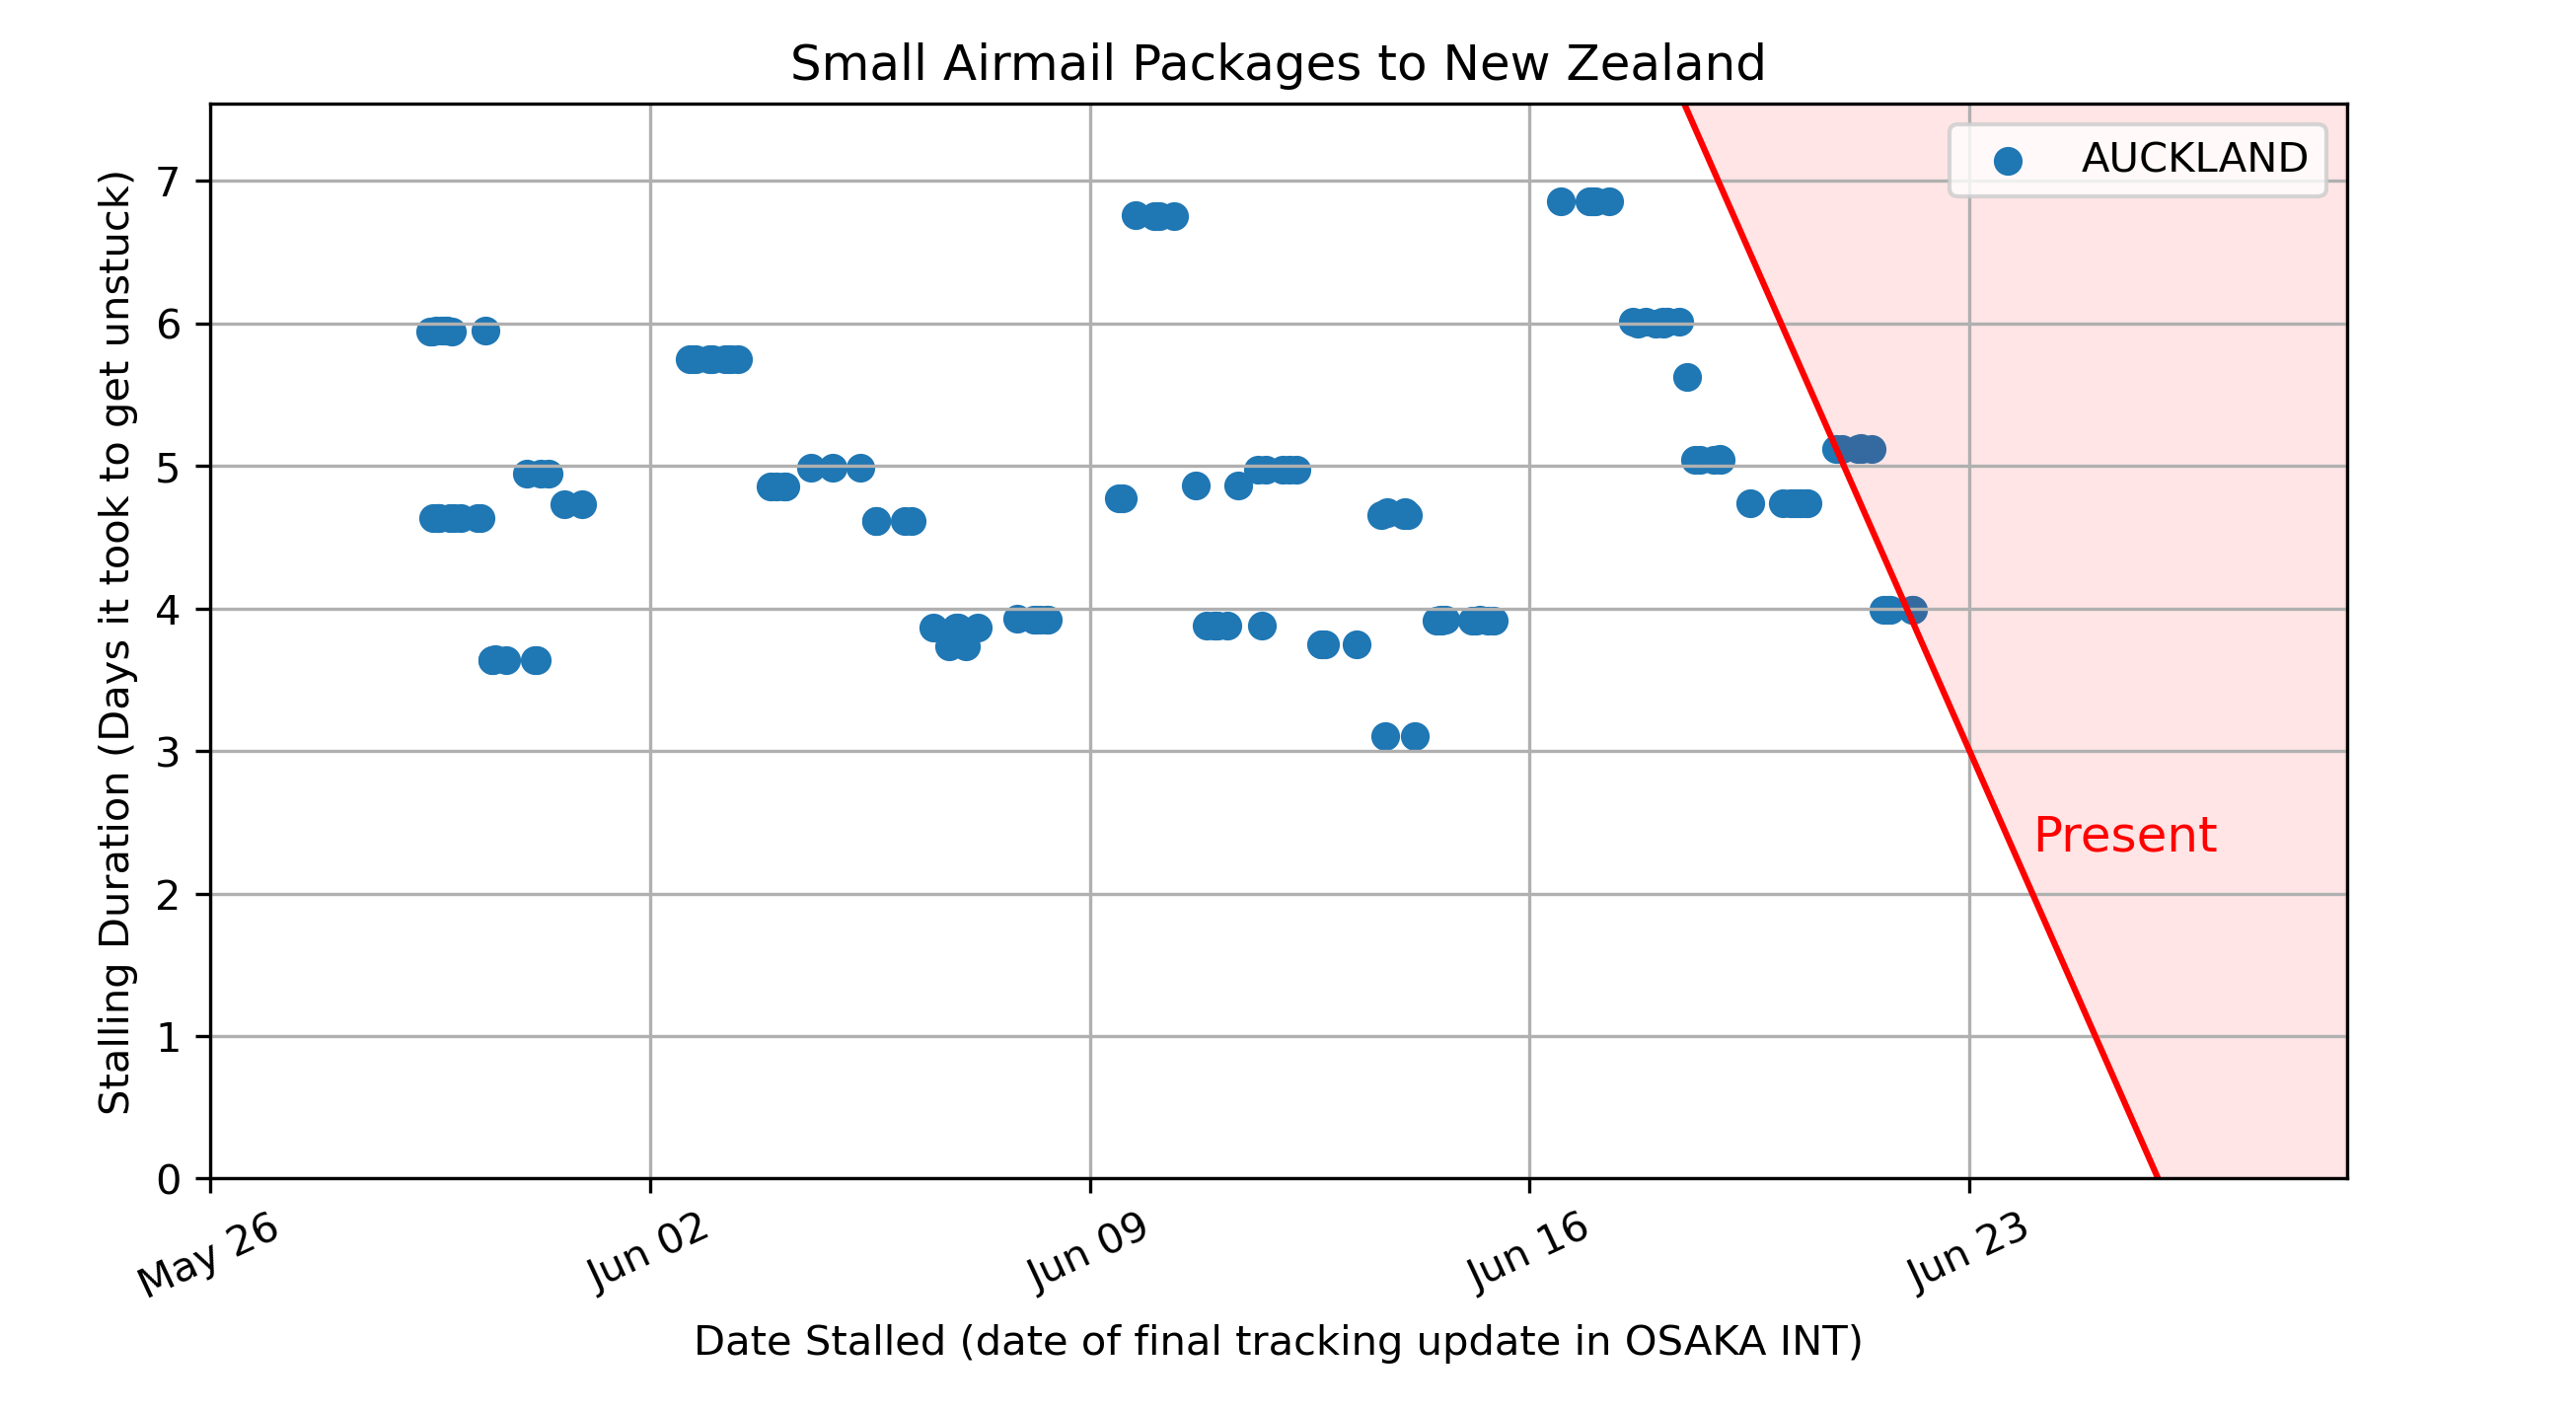 Small Airmail Packages to New Zealand
AUCKLAND
Stalling Duration (Days it took to get unstuck)
7
6
5
4
3
2
1
0
Present
May 26
Jun 02
Jun 09
Jun 16
Jun 23
Date Stalled (date of final tracking update in OSAKA INT)